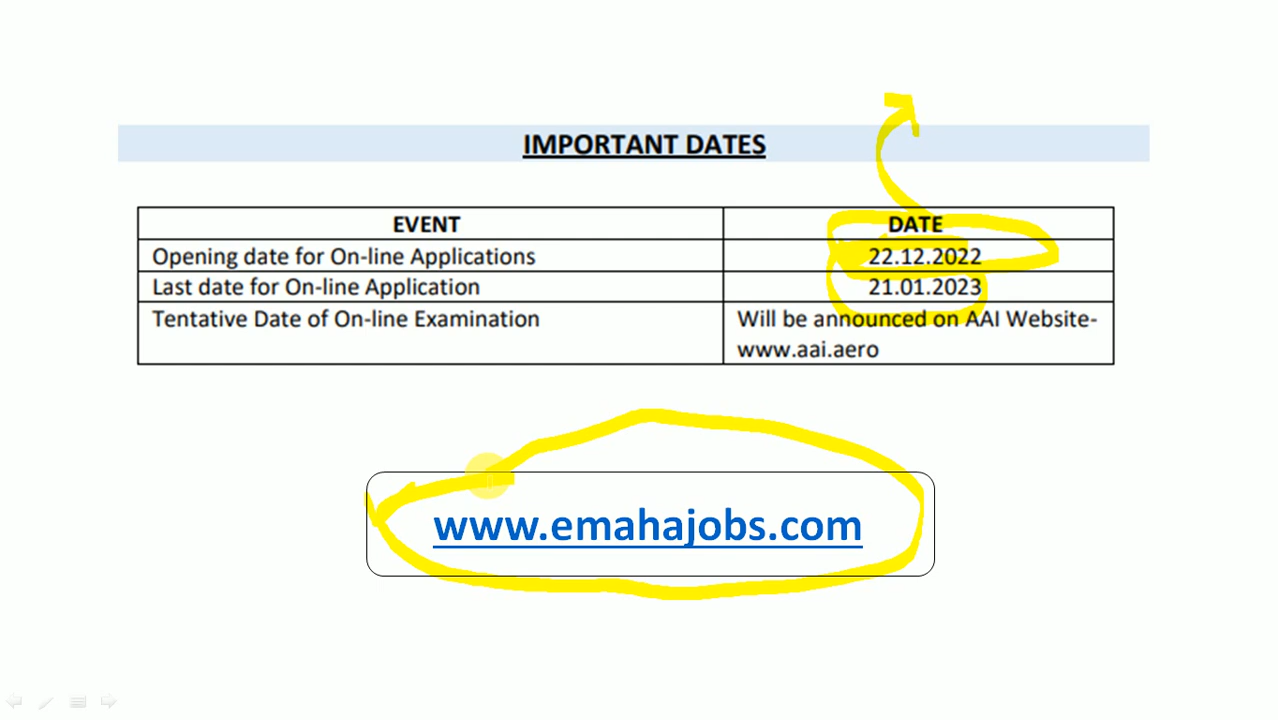 IMPORTANT DATES
EVENT DATE
Opening date for On-line Applications 22.12.2022
Last date for On-line Application 21.01.2023
Tentative Date of On-line Examination Will be announced on AAI Website-
www.aai.aero
www.emahajobs.com